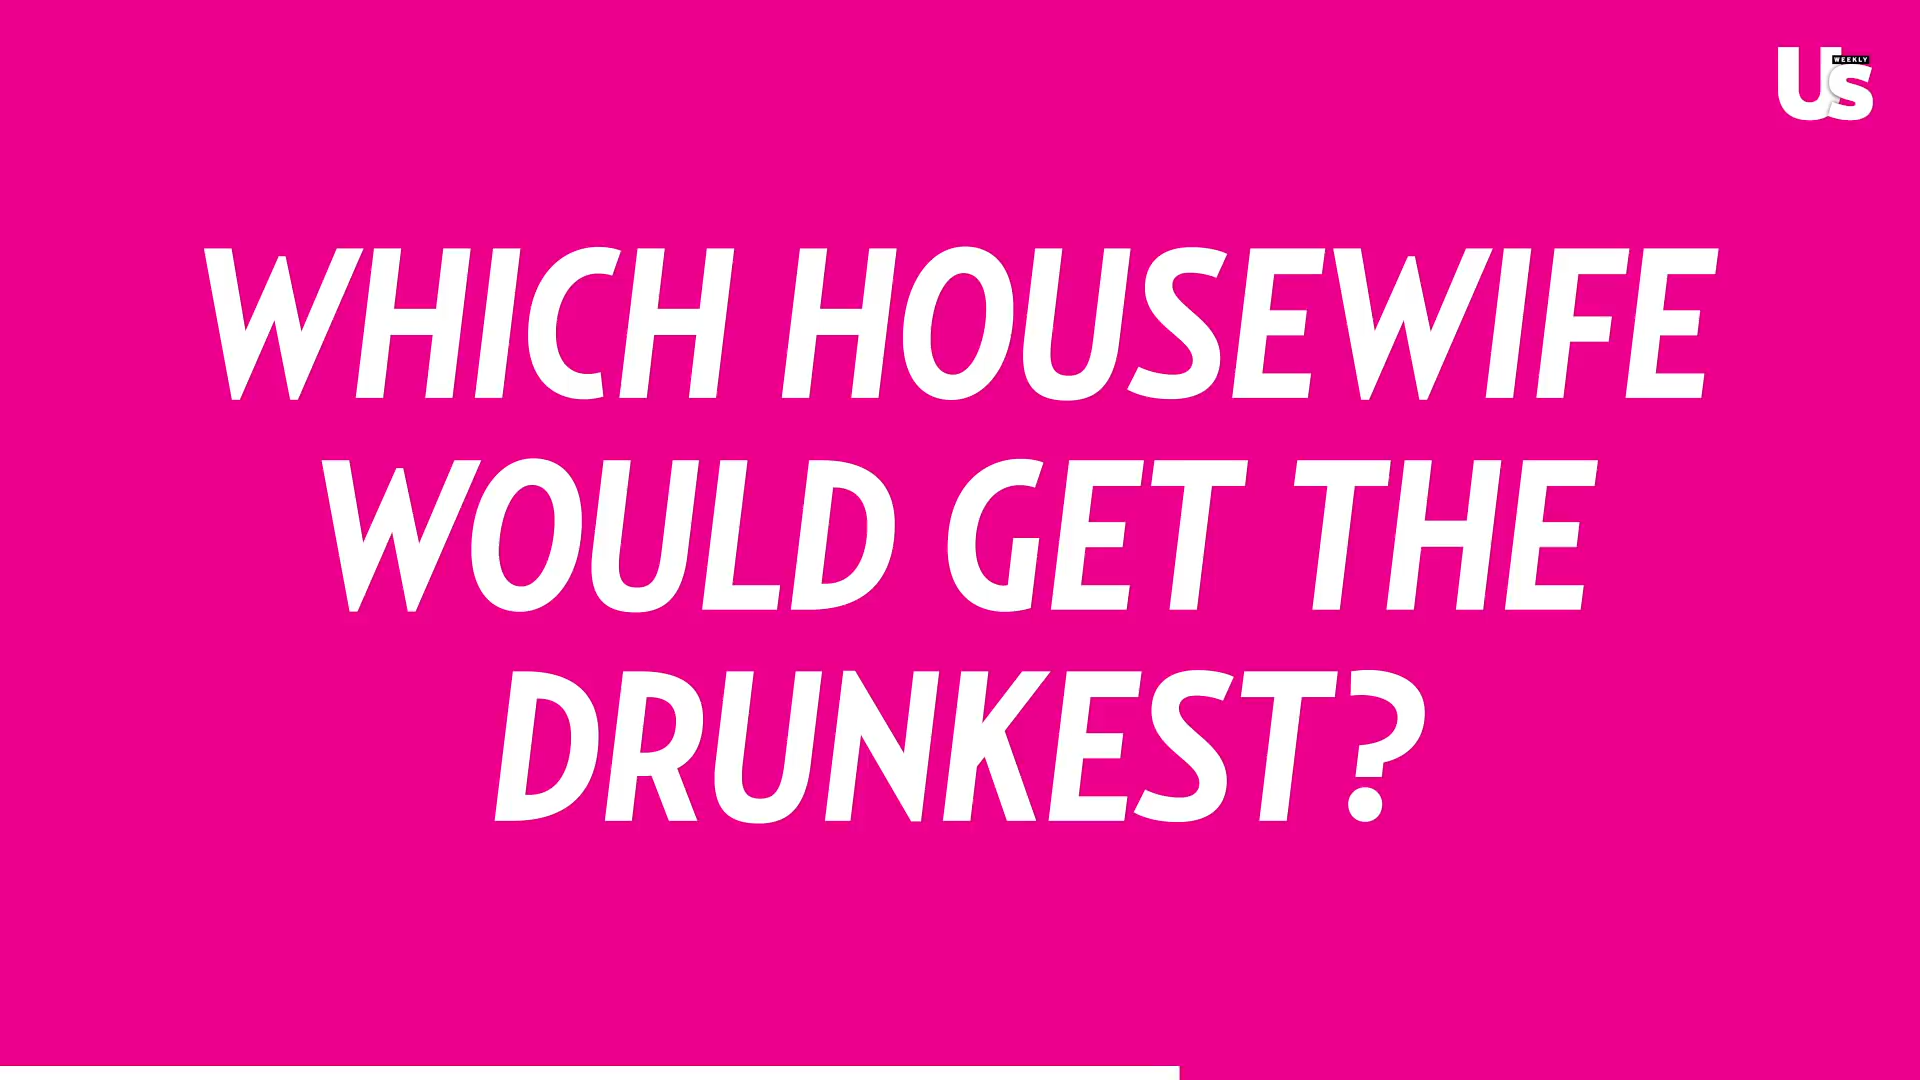 Us
WEEKLY
WHICH HOUSEWIFE
WOULD GET THE
DRUNKEST?